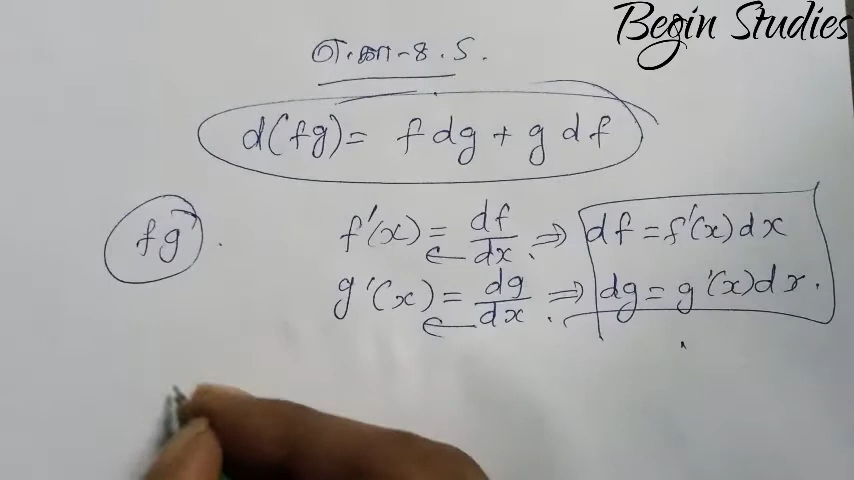 Begin Studies
எ.கா-8.5.
d(fg) = f dg + g df
fg.
f'(x) = df/dx. ⇒ df = f'(x)dx
g'(x) = dg/dx. ⇒ dg = g'(x)dx.